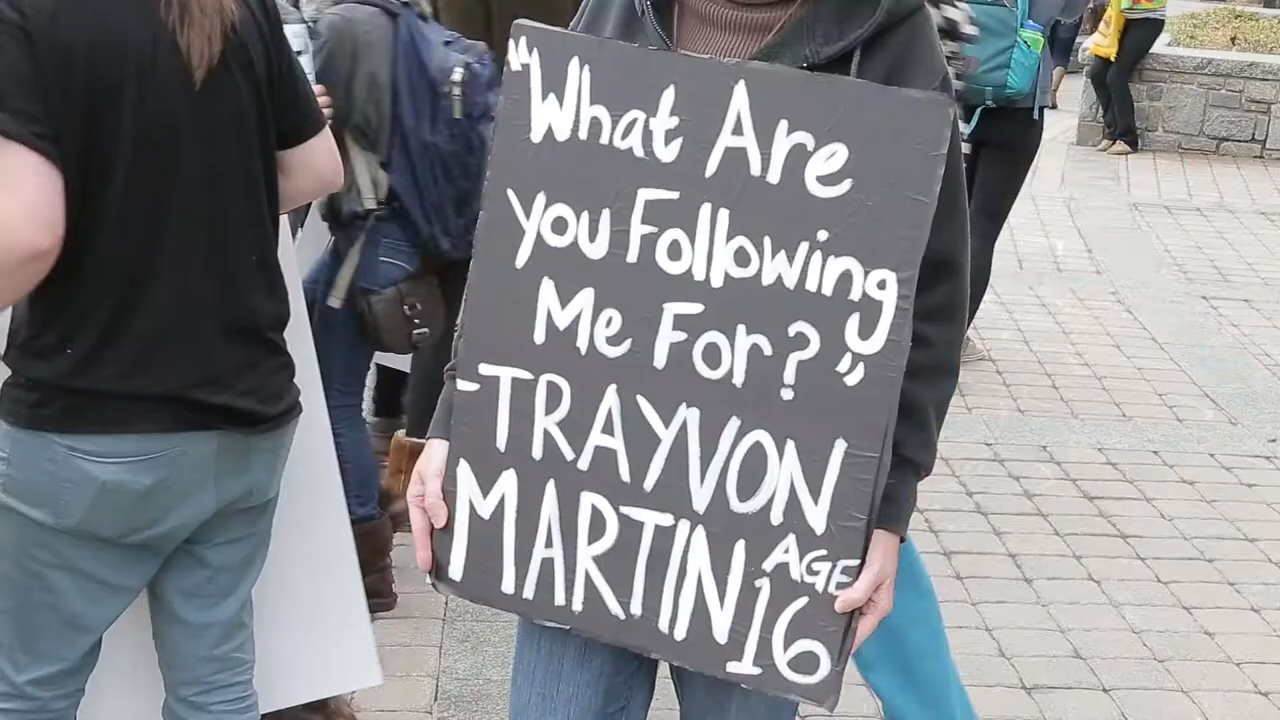 "What Are
you Following
Me For?"
-TRAYVON
MARTIN AGE
16